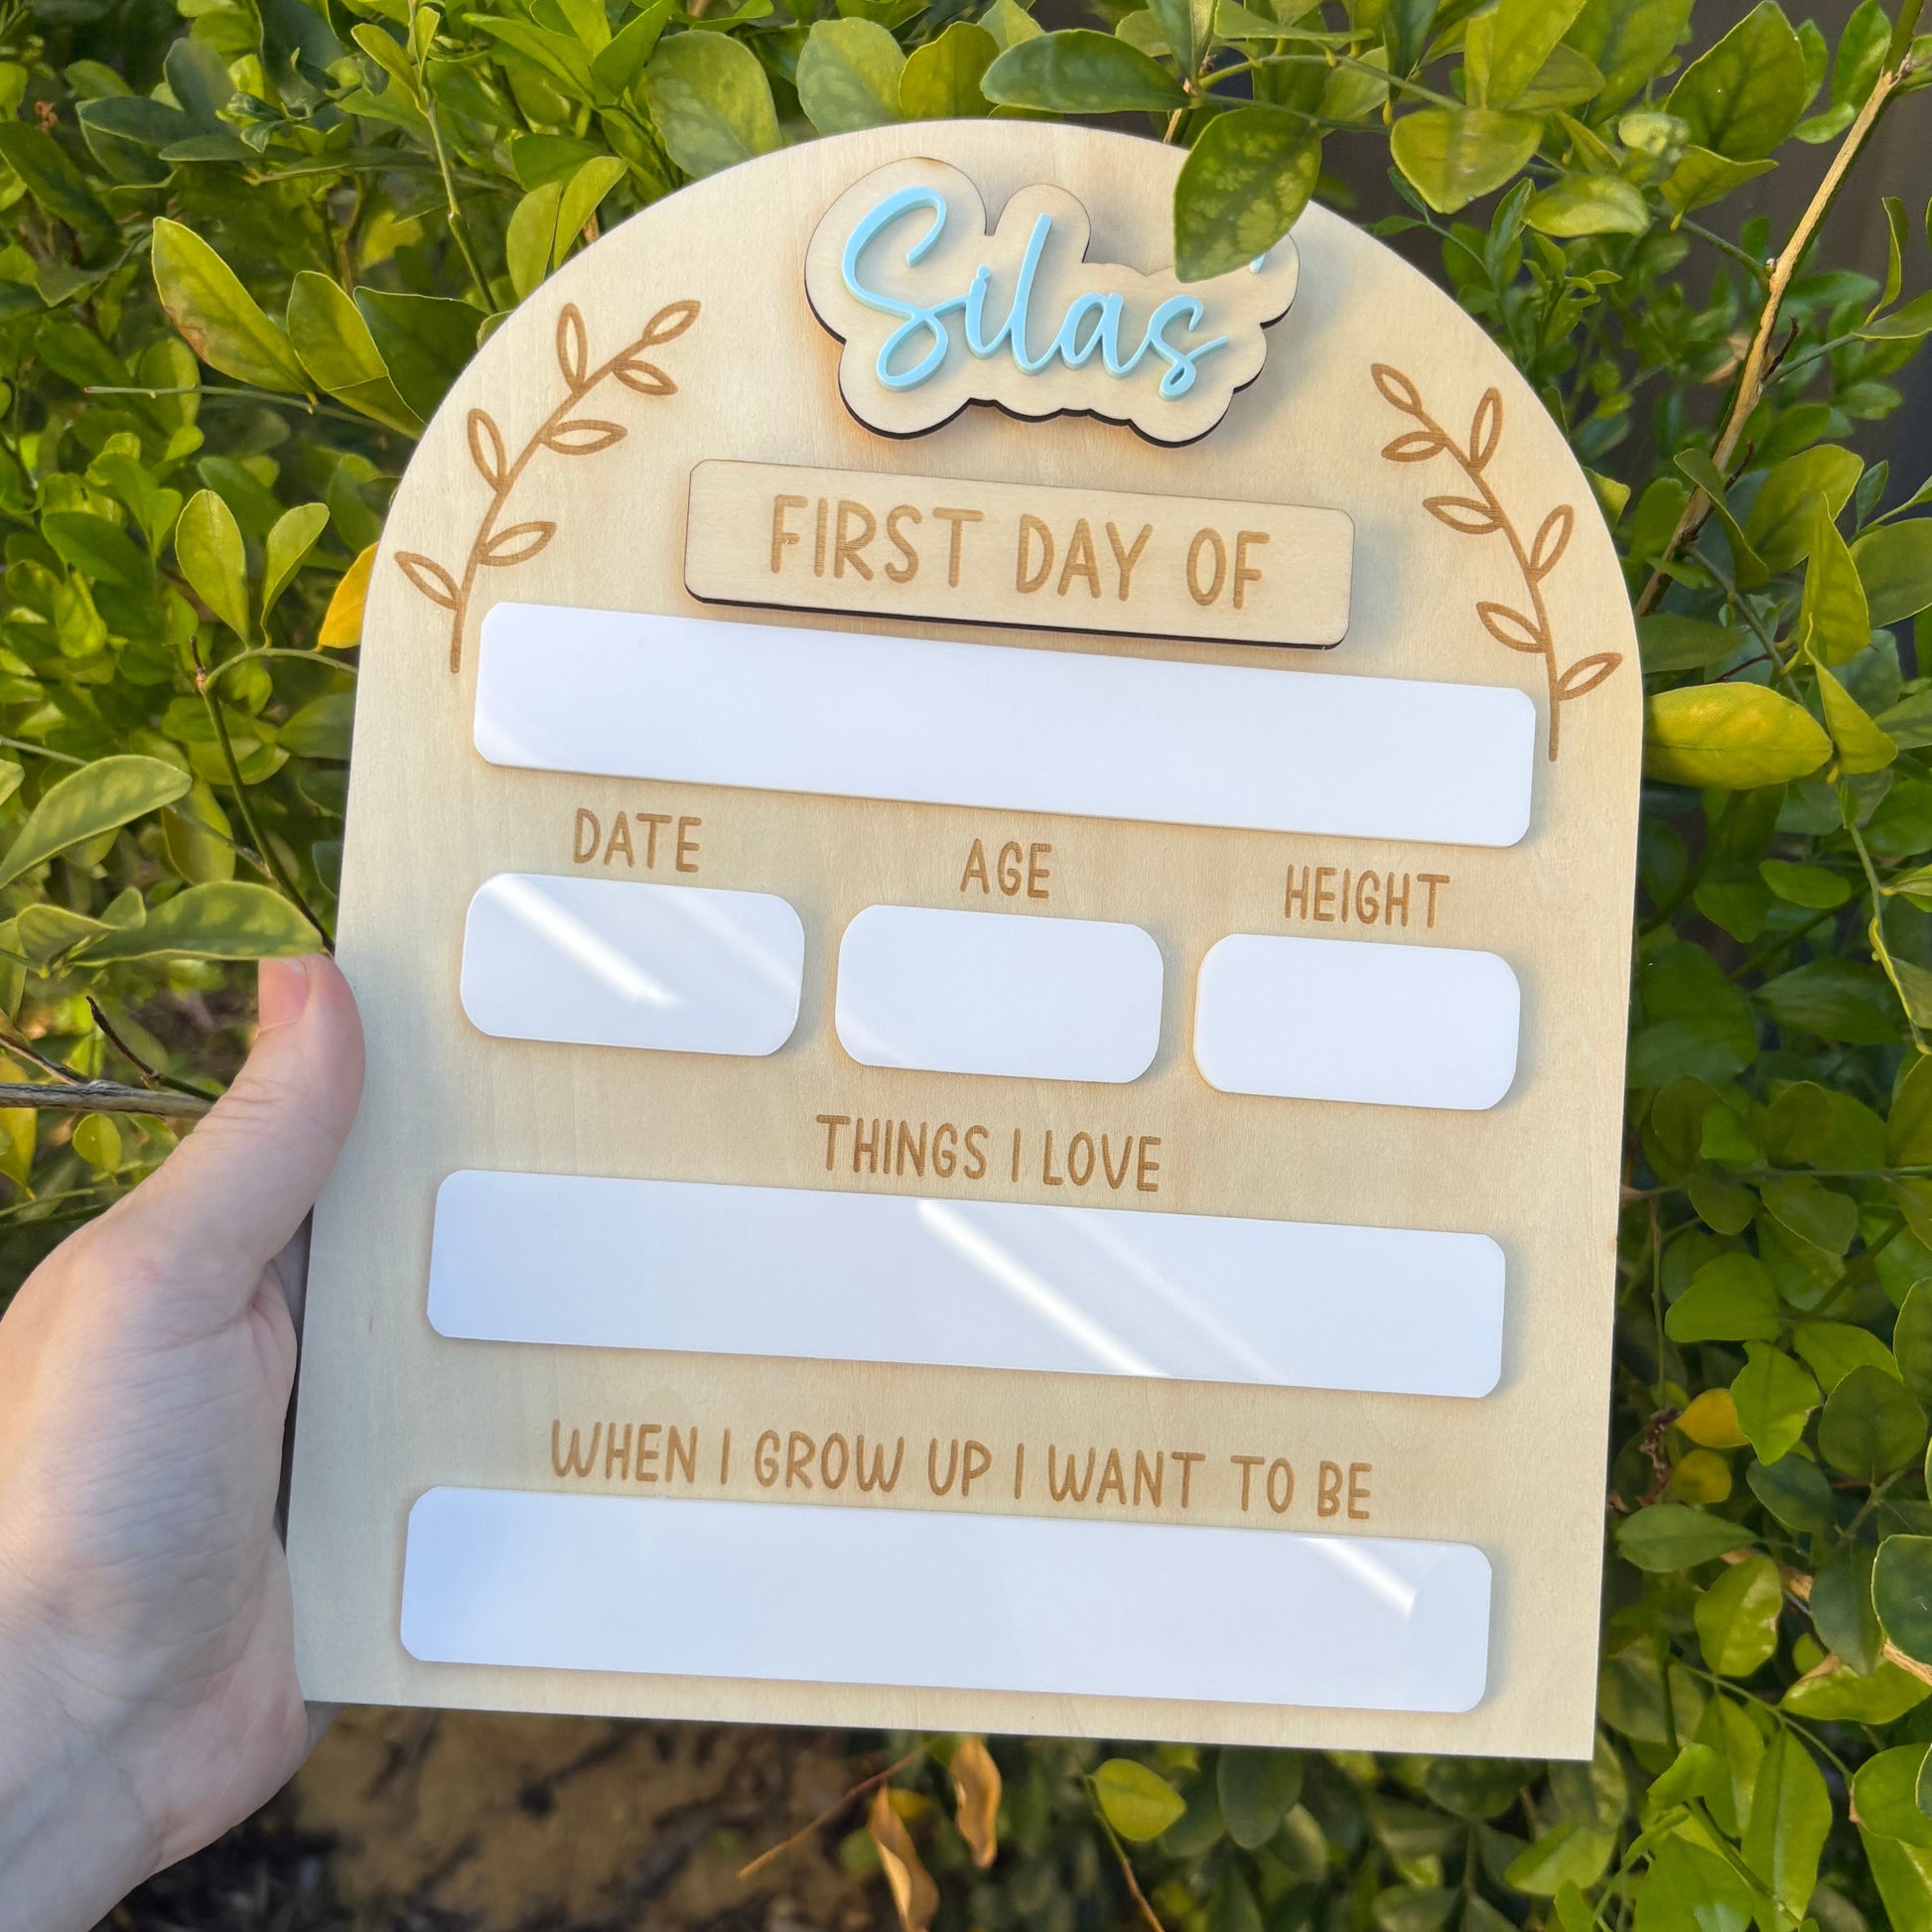 Silas'
FIRST DAY OF
DATE AGE HEIGHT
THINGS I LOVE
WHEN I GROW UP I WANT TO BE